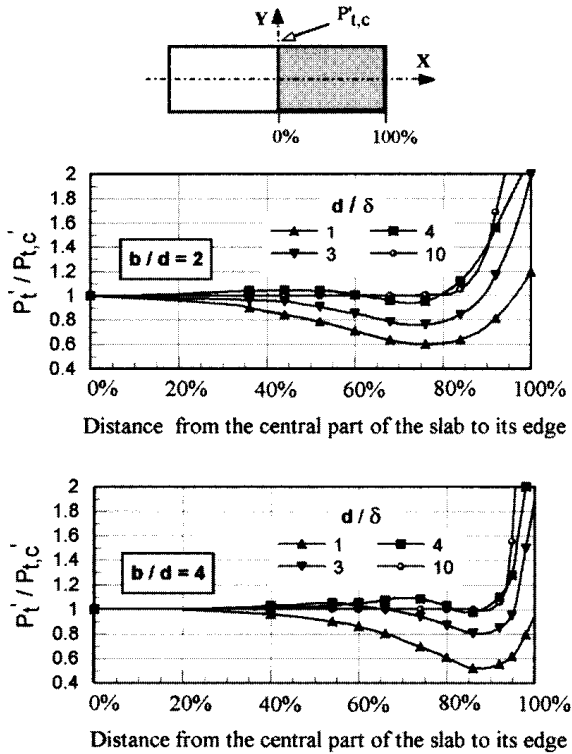 Y P't,c
X
0% 100%
2
1.8
1.6
1.4
1.2
1
0.8
0.6
0.4
Pt' / Pt,c'
d / δ
1 4
3 10
b / d = 2
0% 20% 40% 60% 80% 100%
Distance from the central part of the slab to its edge
2
1.8
1.6
1.4
1.2
1
0.8
0.6
0.4
Pt' / Pt,c'
d / δ
1 4
3 10
b / d = 4
0% 20% 40% 60% 80% 100%
Distance from the central part of the slab to its edge